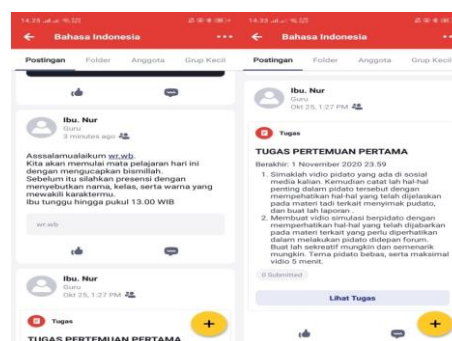 Bahasa Indonesia
Postingan Folder Anggota Grup Kecil
Ibu. Nur
Guru
3 minutes ago
Asssalamualaikum wr.wb.
Kita akan memulai mata pelajaran hari ini
dengan mengucapkan bismillah.
Sebelum itu silahkan presensi dengan
menyebutkan nama, kelas, serta warna yang
mewakili karaktermu.
Ibu tunggu hingga pukul 13.00 WIB
wr.wb
Ibu. Nur
Guru
Okt 25, 1:27 PM
Tugas
TUGAS PERTEMUAN PERTAMA
14.33
Bahasa Indonesia
Postingan Folder Anggota Grup Kecil
Ibu. Nur
Guru
Okt 25, 1:27 PM
Tugas
TUGAS PERTEMUAN PERTAMA
Berakhir: 1 November 2020 23.59
1. Simaklah vidio pidato yang ada di sosial
media kalian. Kemudian catat lah hal-hal
penting dalam pidato tersebut dengan
mempehatikan hal-hal yang telah dijelaskan
pada materi tadi terkait menyimak pudato,
dan buat lah laporan .
2. Membuat vidio simulasi berpidato dengan
memperhatikan hal-hal yang telah dijabarkan
pada materi terkait yang perlu diperhatikan
dalam melakukan pidato didepan forum.
Buat lah sekreatif mungkin dan semenarik
mungkin. Tema pidato bebas, serta maksimal
vidio 5 menit.
0 Submitted
Lihat Tugas